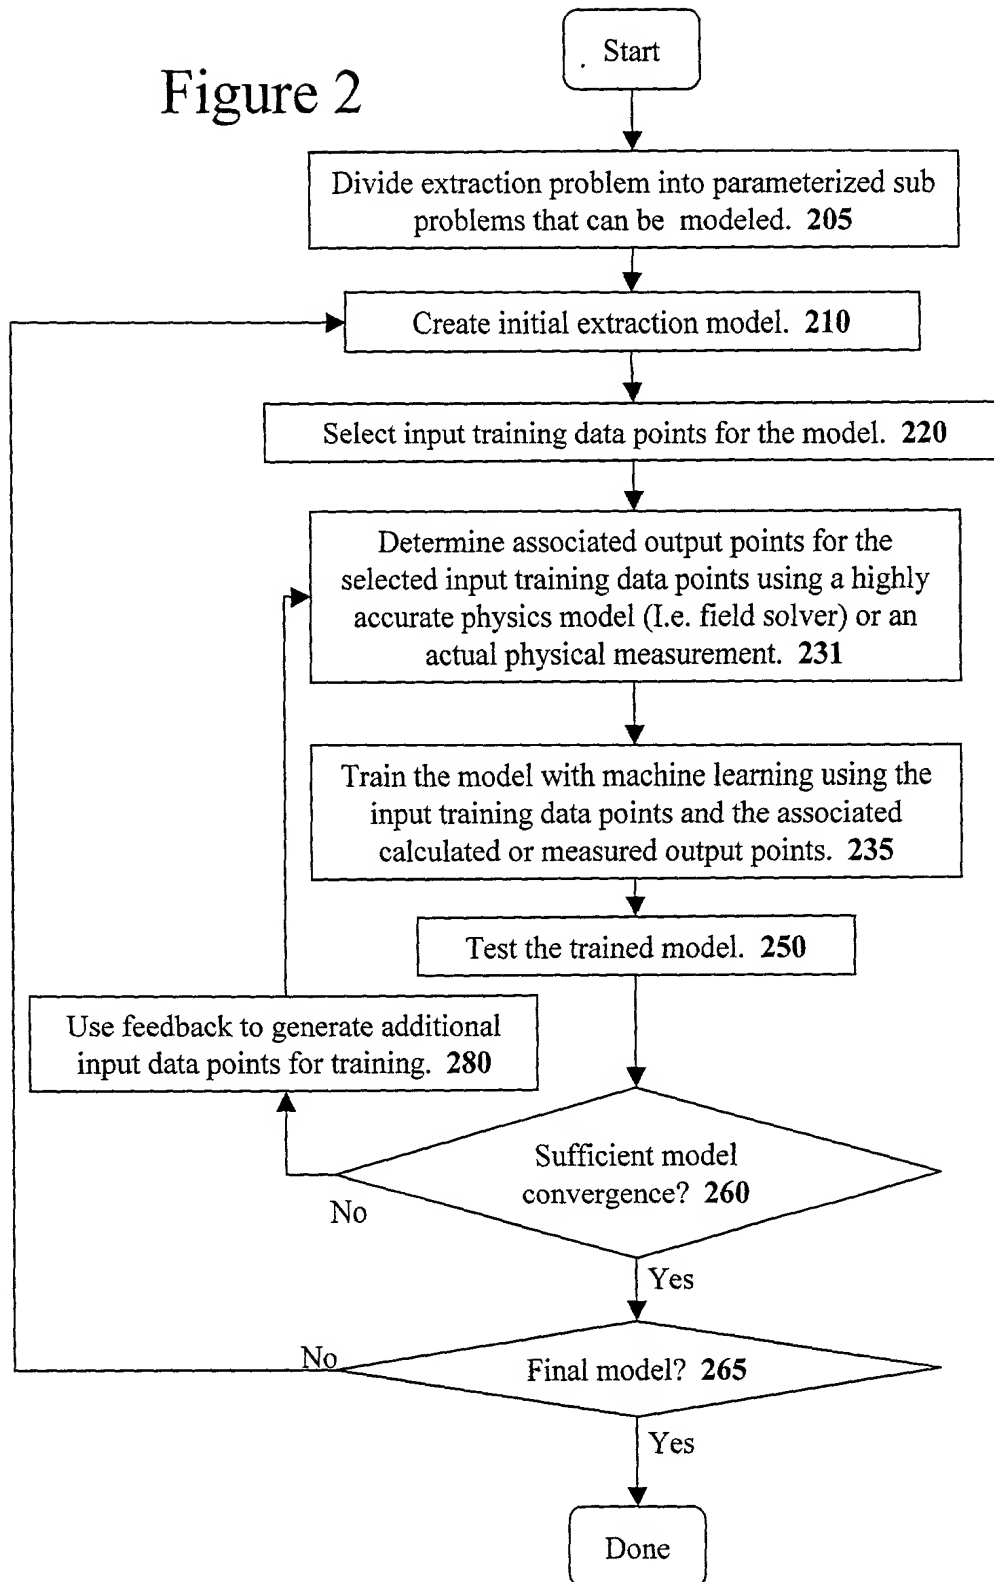 Start
Figure 2
Divide extraction problem into parameterized sub
problems that can be modeled. 205
Create initial extraction model. 210
Select input training data points for the model. 220
Determine associated output points for the
selected input training data points using a highly
accurate physics model (I.e. field solver) or an
actual physical measurement. 231
Train the model with machine learning using the
input training data points and the associated
calculated or measured output points. 235
Test the trained model. 250
Use feedback to generate additional
input data points for training. 280
Sufficient model
convergence? 260
No
Yes
No
Final model? 265
Yes
Done